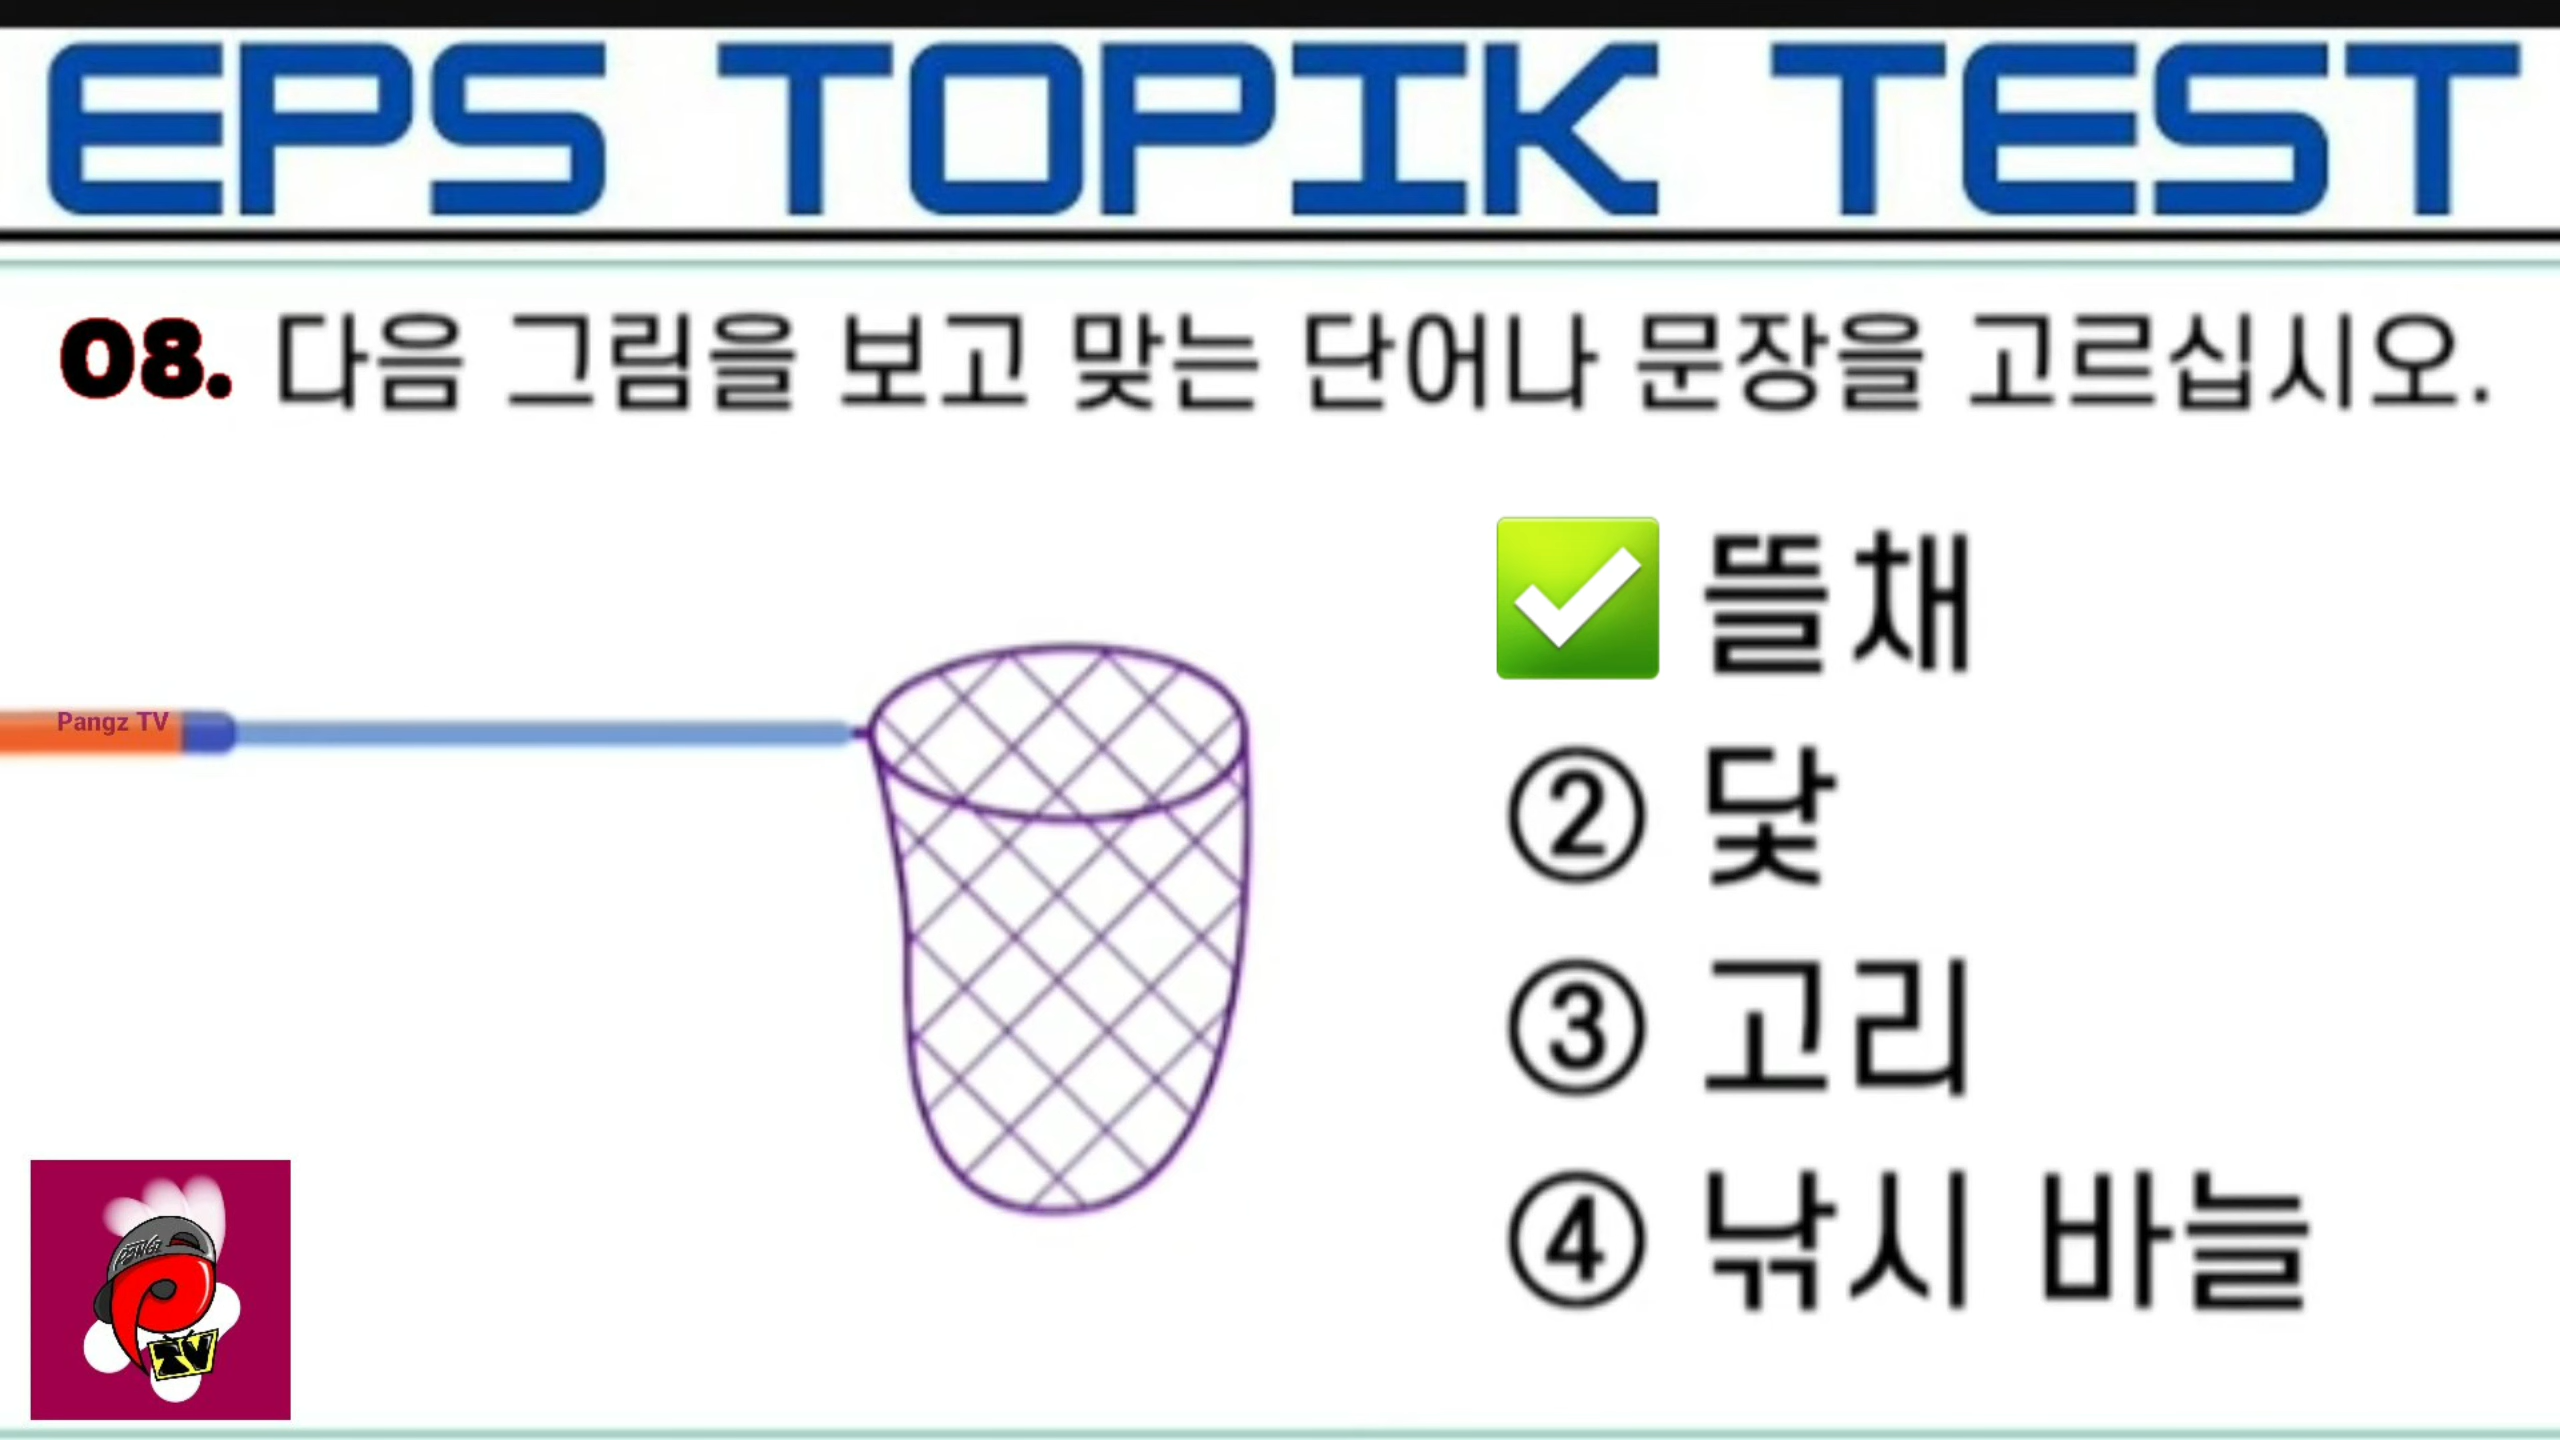 EPS TOPIK TEST
08. 다음 그림을 보고 맞는 단어나 문장을 고르십시오.
✅ 뜰채
② 닻
③ 고리
④ 낚시 바늘
Pangz TV
PANGZ
TV